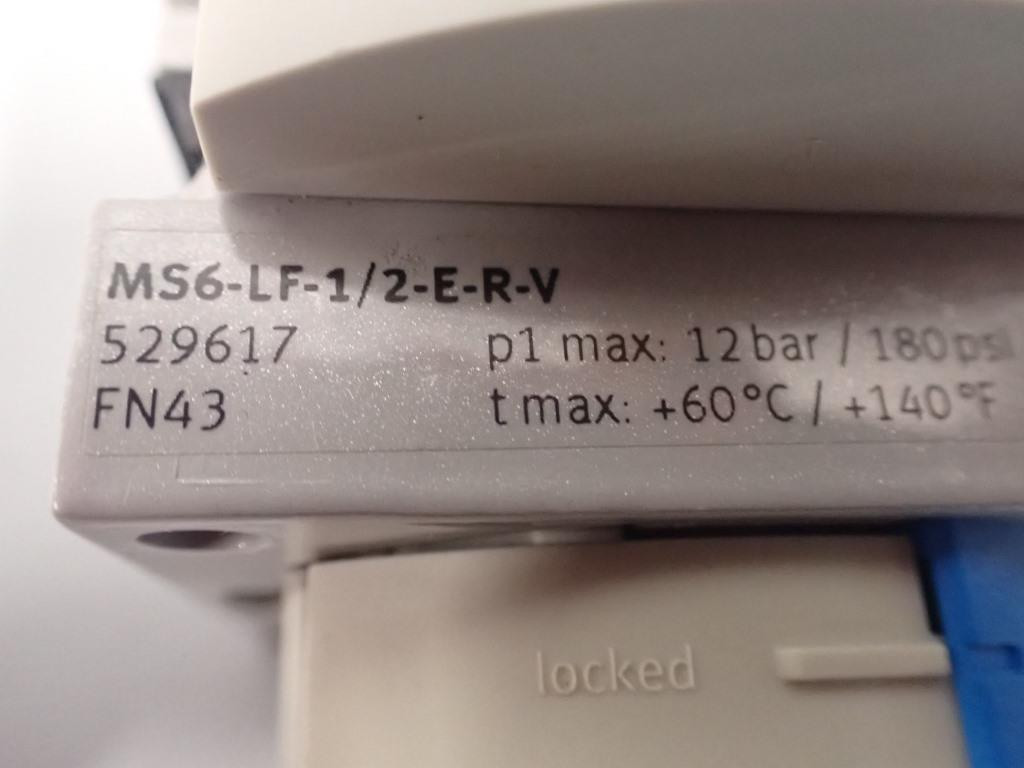 MS6-LF-1/2-E-R-V
529617 p1 max: 12 bar / 180 psi
FN43 t max: +60°C / +140°F
locked